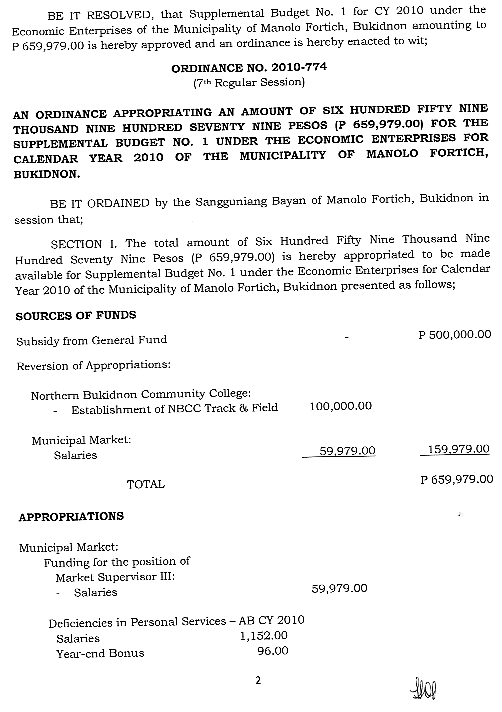 BE IT RESOLVED, that Supplemental Budget No. 1 for CY 2010 under the
Economic Enterprises of the Municipality of Manolo Fortich, Bukidnon amounting to
P 659,979.00 is hereby approved and an ordinance is hereby enacted to wit;
ORDINANCE NO. 2010-774
(7th Regular Session)
AN ORDINANCE APPROPRIATING AN AMOUNT OF SIX HUNDRED FIFTY NINE
THOUSAND NINE HUNDRED SEVENTY NINE PESOS (P 659,979.00) FOR THE
SUPPLEMENTAL BUDGET NO. 1 UNDER THE ECONOMIC ENTERPRISES FOR
CALENDAR YEAR 2010 OF THE MUNICIPALITY OF MANOLO FORTICH,
BUKIDNON.
BE IT ORDAINED by the Sangguniang Bayan of Manolo Fortich, Bukidnon in
session that;
SECTION I. The total amount of Six Hundred Fifty Nine Thousand Nine
Hundred Seventy Nine Pesos (P 659,979.00) is hereby appropriated to be made
available for Supplemental Budget No. 1 under the Economic Enterprises for Calendar
Year 2010 of the Municipality of Manolo Fortich, Bukidnon presented as follows;
SOURCES OF FUNDS
Subsidy from General Fund - P 500,000.00
Reversion of Appropriations:
Northern Bukidnon Community College:
- Establishment of NBCC Track & Field 100,000.00
Municipal Market:
Salaries 59,979.00 159,979.00
TOTAL P 659,979.00
APPROPRIATIONS
Municipal Market:
Funding for the position of
Market Supervisor III:
- Salaries 59,979.00
Deficiencies in Personal Services – AB CY 2010
Salaries 1,152.00
Year-end Bonus 96.00
2